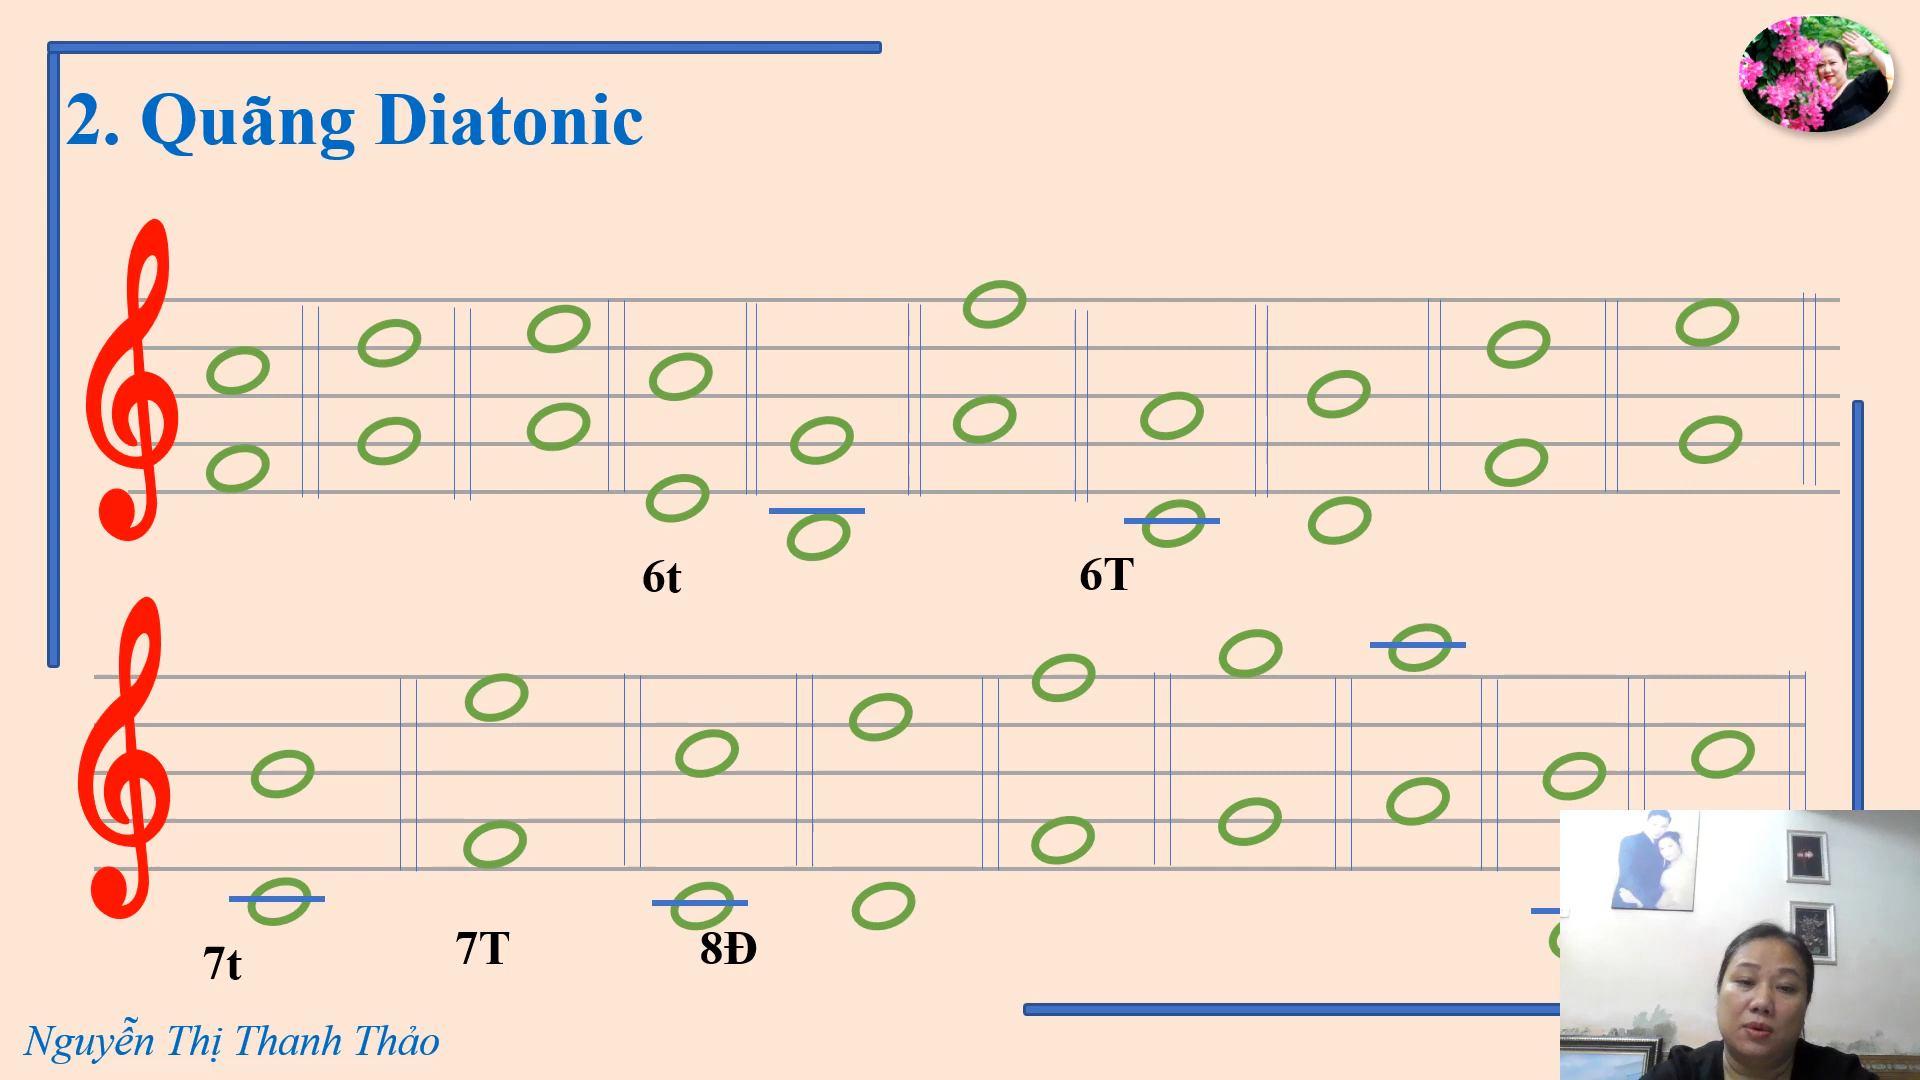 2. Quãng Diatonic
6t
6T
7t
7T
8Đ
Nguyễn Thị Thanh Thảo